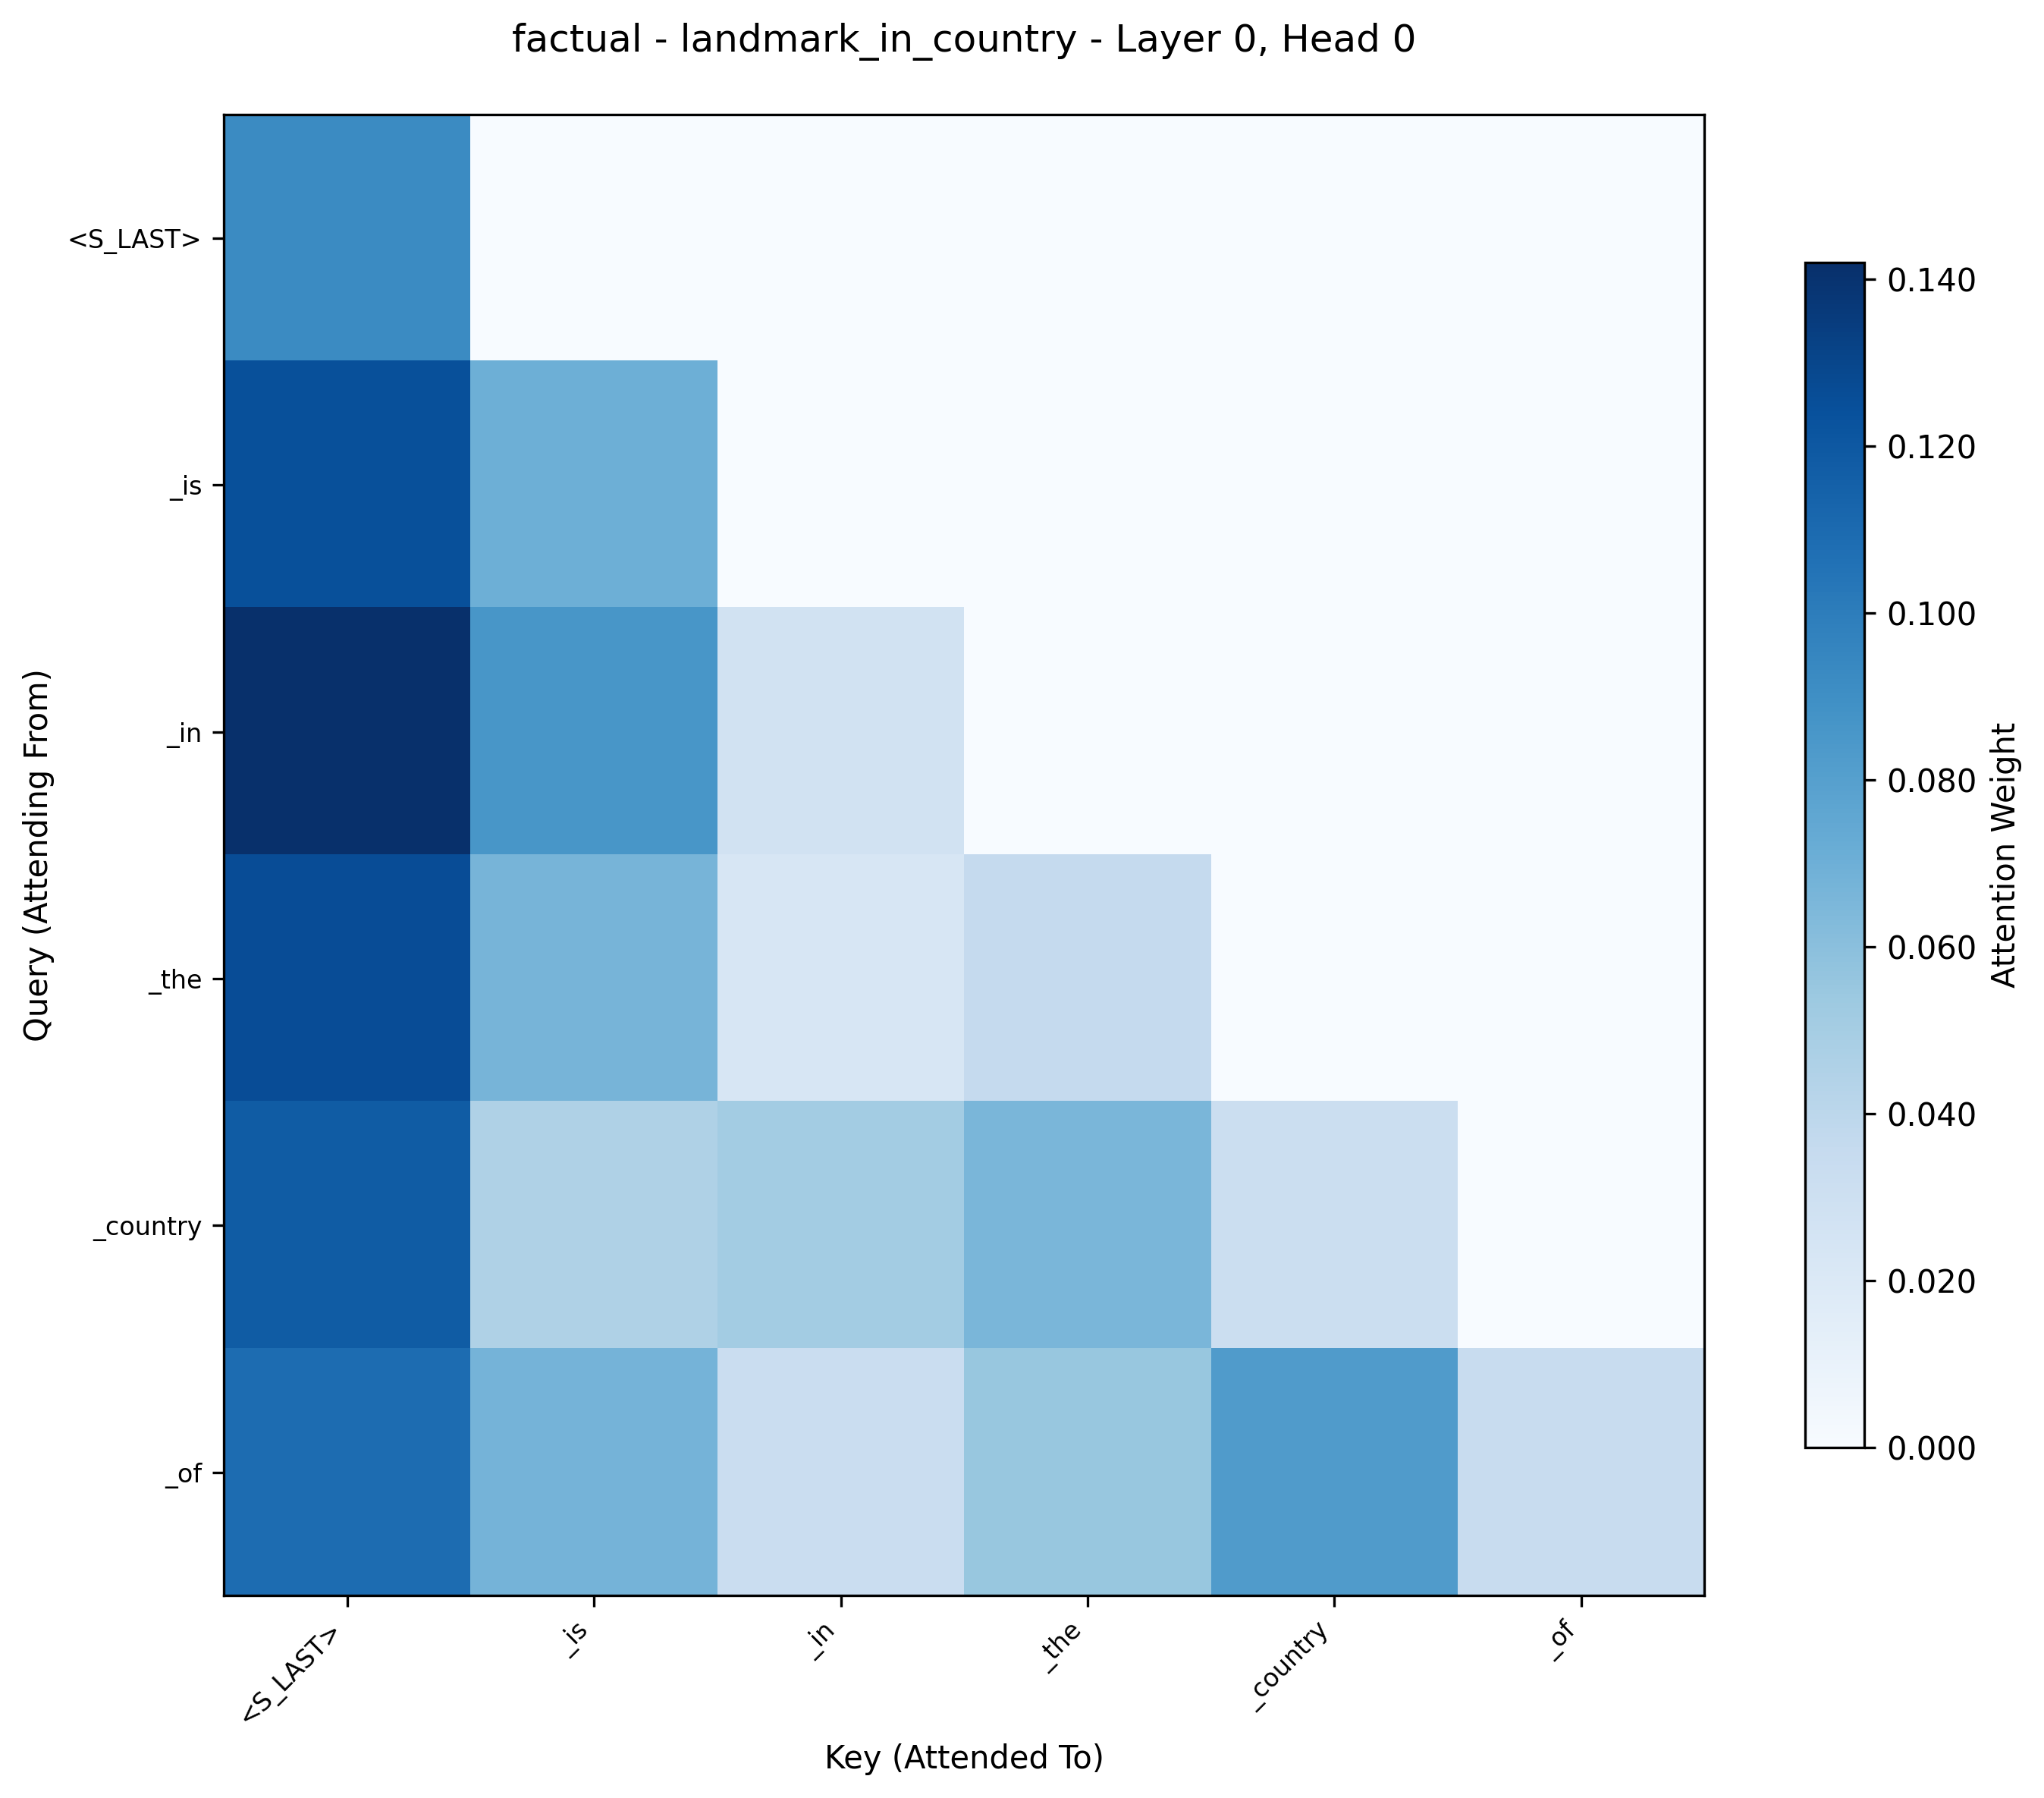 factual - landmark_in_country - Layer 0, Head 0
Query (Attending From)
<S_LAST>
_is
_in
_the
_country
_of
<S_LAST>
_is
_in
_the
_country
_of
Key (Attended To)
0.140
0.120
0.100
0.080
0.060
0.040
0.020
0.000
Attention Weight